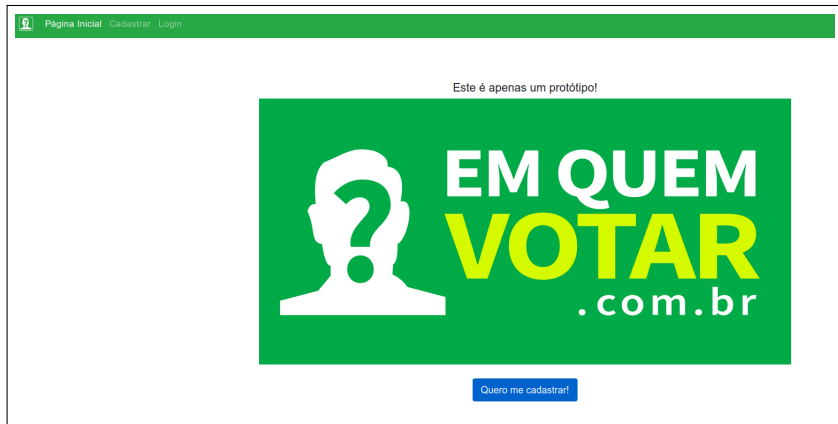 Página Inicial Cadastrar Login
Este é apenas um protótipo!
EM QUEM
VOTAR
.com.br
Quero me cadastrar!